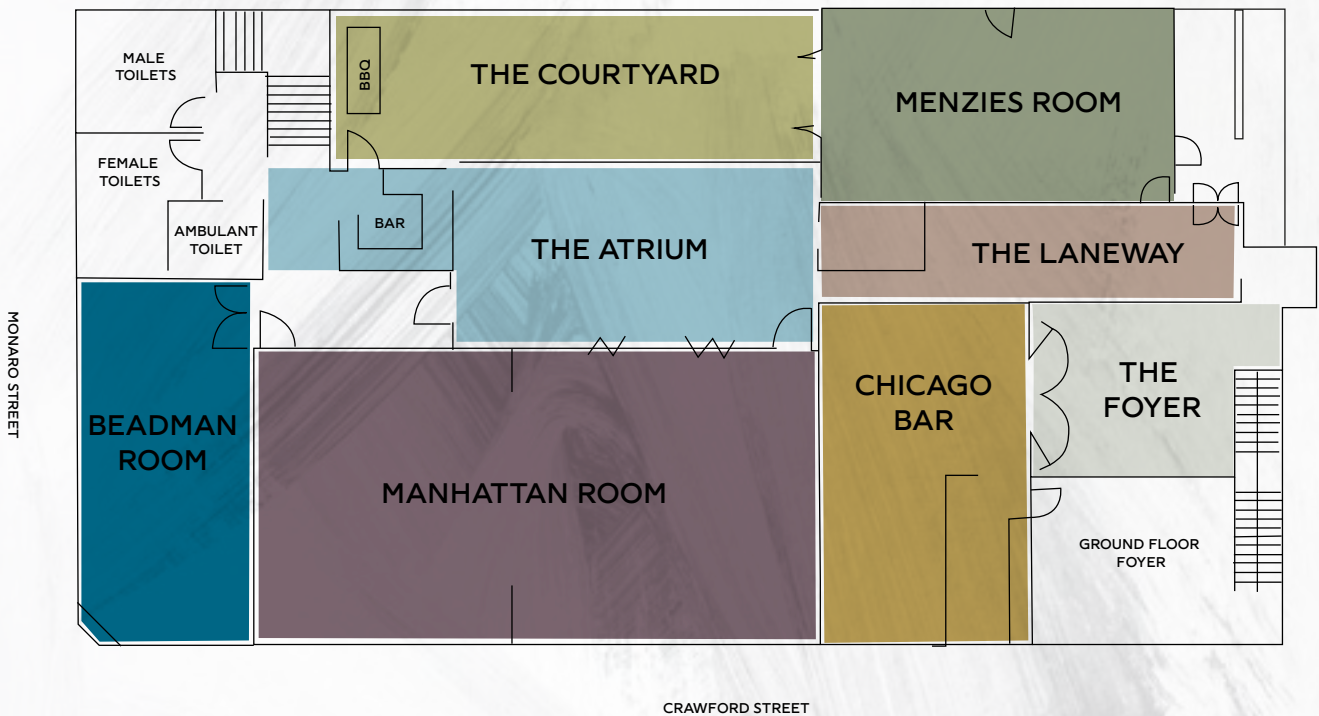 MALE
TOILETS
BBQ
THE COURTYARD
MENZIES ROOM
FEMALE
TOILETS
AMBULANT
TOILET
BAR
THE ATRIUM
THE LANEWAY
MONARO STREET
BEADMAN
ROOM
MANHATTAN ROOM
CHICAGO
BAR
THE
FOYER
GROUND FLOOR
FOYER
CRAWFORD STREET